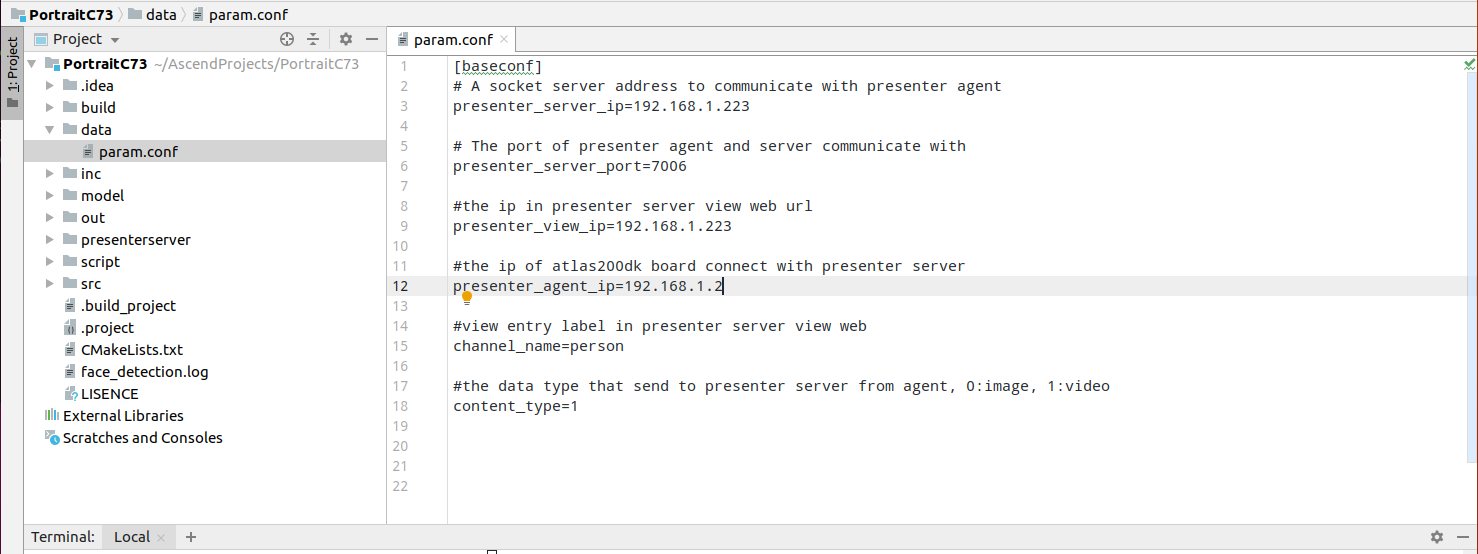 PortraitC73 data param.conf
1: Project
Project
PortraitC73 ~/AscendProjects/PortraitC73
.idea
build
data
param.conf
inc
model
out
presenterserver
script
src
.build_project
.project
CMakeLists.txt
face_detection.log
LISENCE
External Libraries
Scratches and Consoles
param.conf
1 [baseconf]
2 # A socket server address to communicate with presenter agent
3 presenter_server_ip=192.168.1.223
4
5 # The port of presenter agent and server communicate with
6 presenter_server_port=7006
7
8 #the ip in presenter server view web url
9 presenter_view_ip=192.168.1.223
10
11 #the ip of atlas200dk board connect with presenter server
12 presenter_agent_ip=192.168.1.2
13
14 #view entry label in presenter server view web
15 channel_name=person
16
17 #the data type that send to presenter server from agent, 0:image, 1:video
18 content_type=1
19
20
21
22
Terminal: Local +